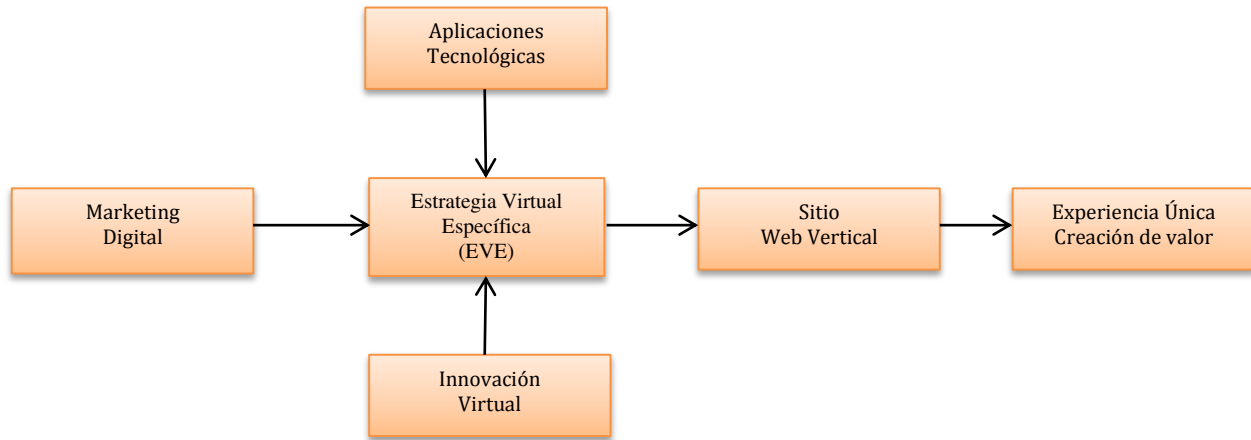 Aplicaciones
Tecnológicas
Marketing
Digital
Estrategia Virtual
Específica
(EVE)
Sitio
Web Vertical
Experiencia Única
Creación de valor
Innovación
Virtual